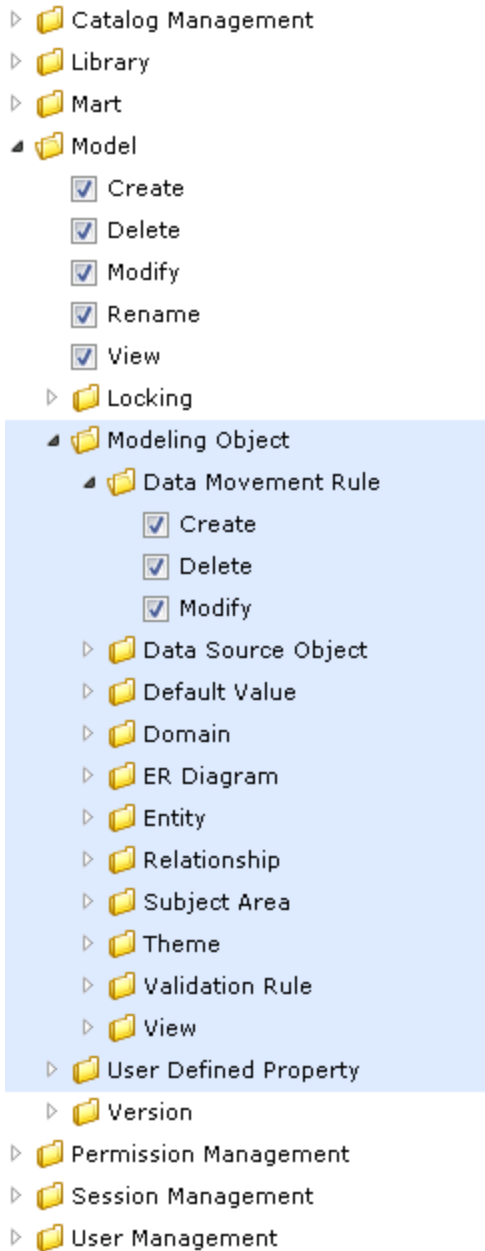 Catalog Management
Library
Mart
Model
Create
Delete
Modify
Rename
View
Locking
Modeling Object
Data Movement Rule
Create
Delete
Modify
Data Source Object
Default Value
Domain
ER Diagram
Entity
Relationship
Subject Area
Theme
Validation Rule
View
User Defined Property
Version
Permission Management
Session Management
User Management